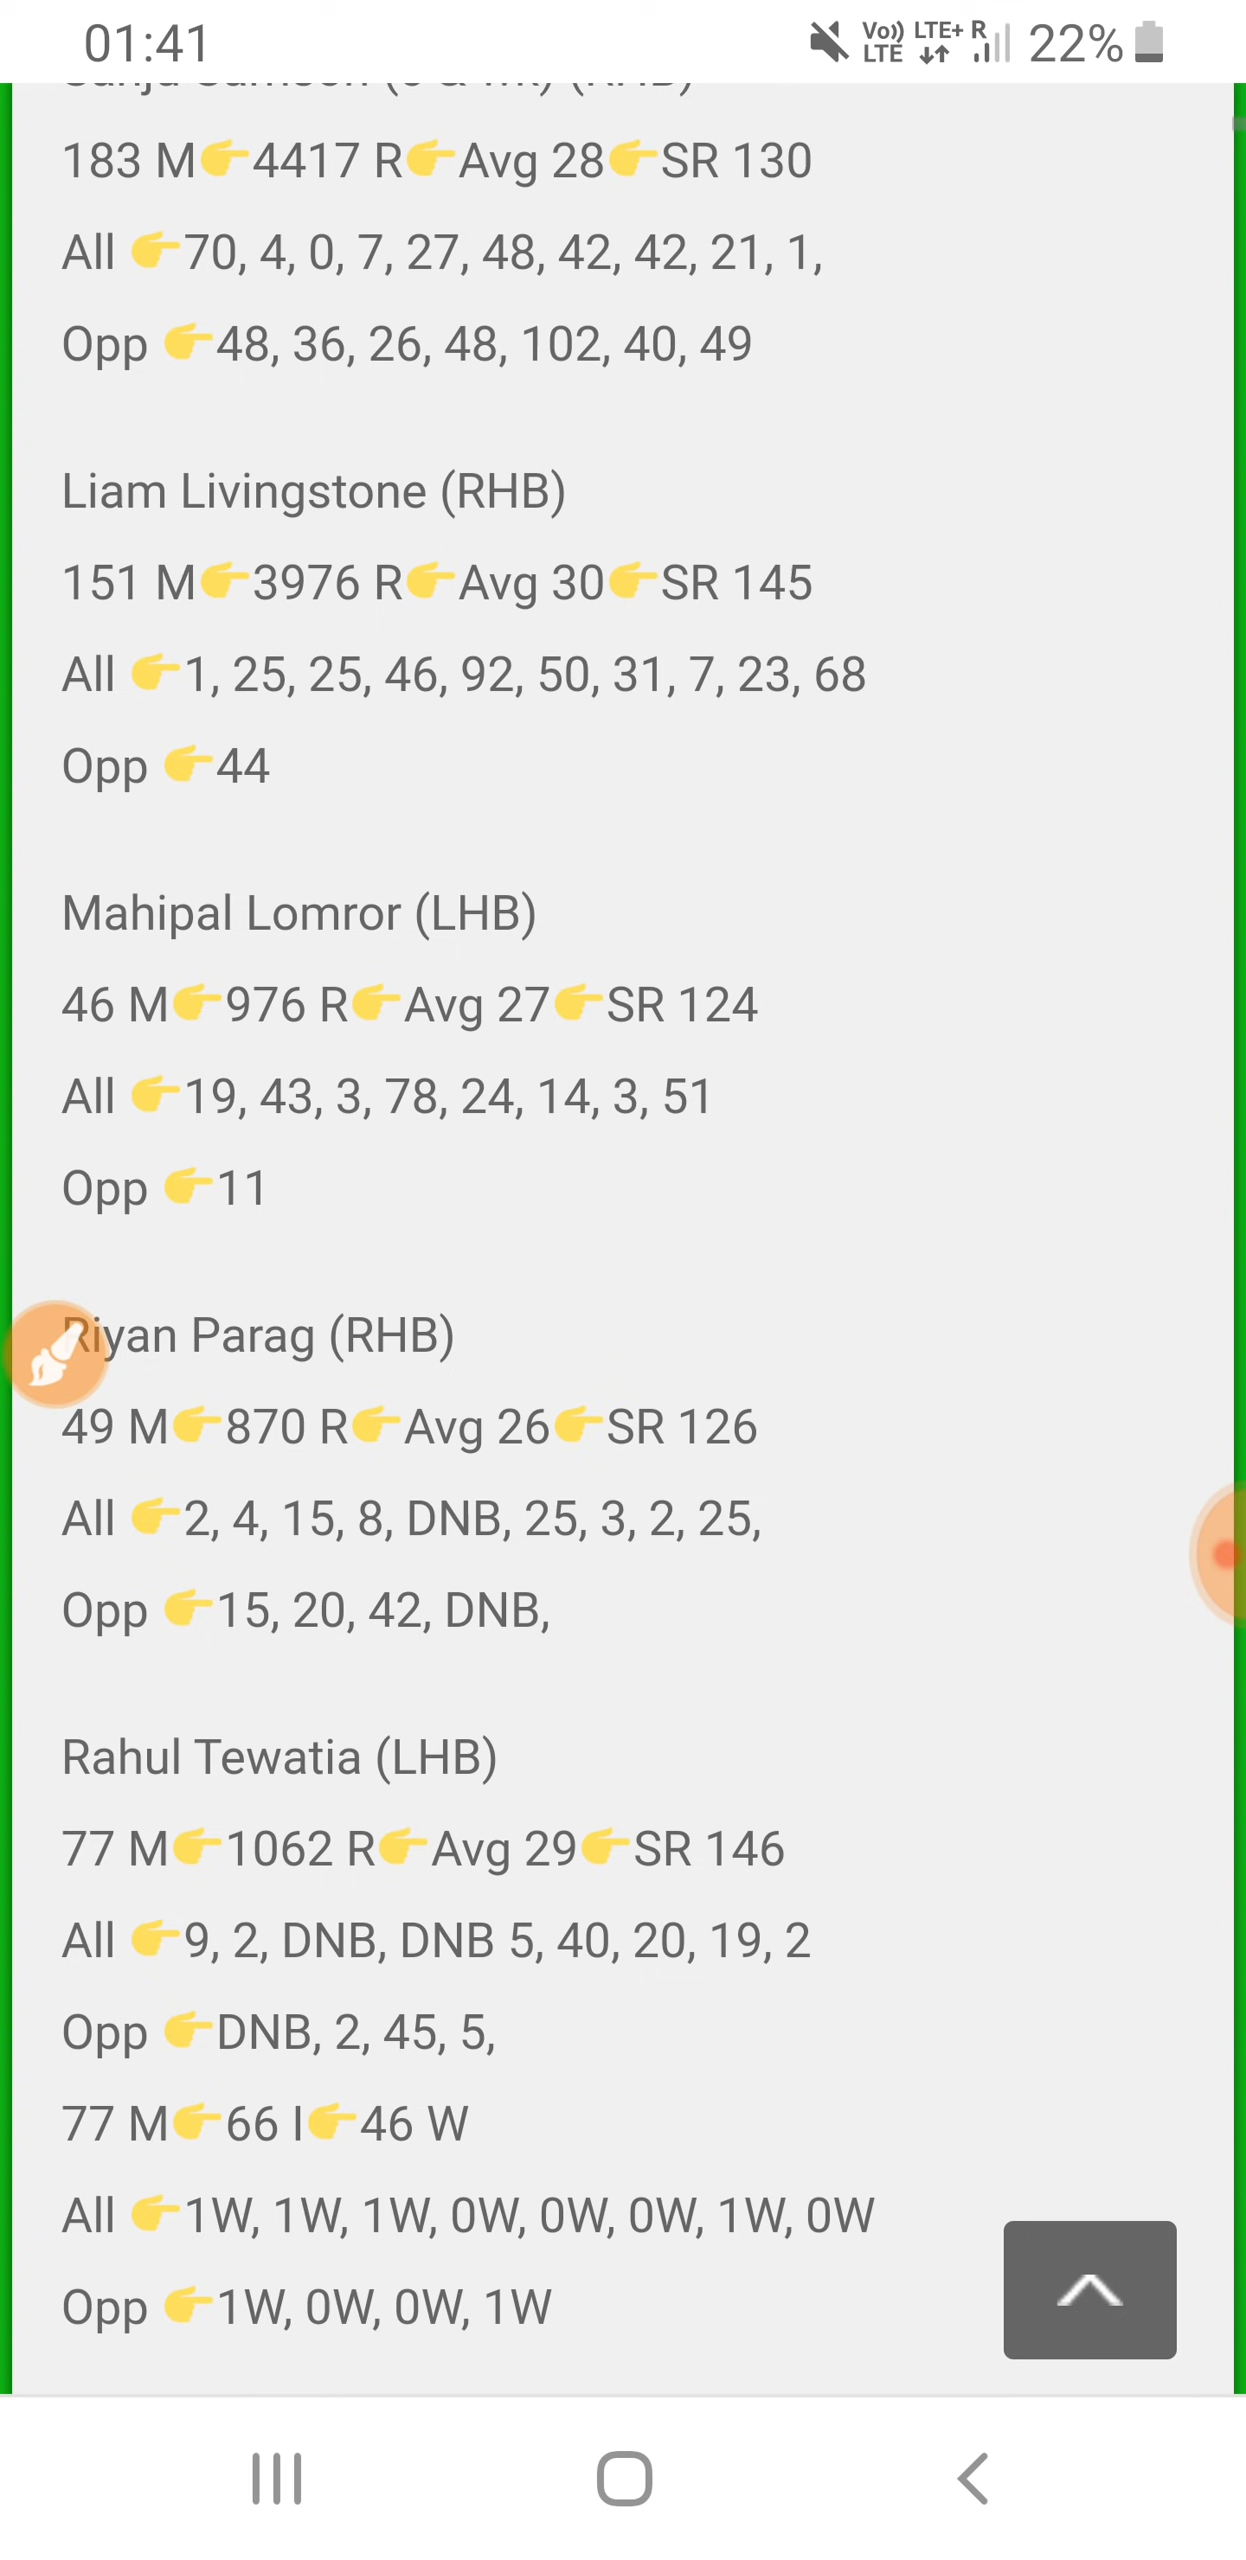 01:41 Vo)) LTE LTE+ R 22%
183 M👉4417 R👉Avg 28👉SR 130
All 👉70, 4, 0, 7, 27, 48, 42, 42, 21, 1,
Opp 👉48, 36, 26, 48, 102, 40, 49
Liam Livingstone (RHB)
151 M👉3976 R👉Avg 30👉SR 145
All 👉1, 25, 25, 46, 92, 50, 31, 7, 23, 68
Opp 👉44
Mahipal Lomror (LHB)
46 M👉976 R👉Avg 27👉SR 124
All 👉19, 43, 3, 78, 24, 14, 3, 51
Opp 👉11
Riyan Parag (RHB)
49 M👉870 R👉Avg 26👉SR 126
All 👉2, 4, 15, 8, DNB, 25, 3, 2, 25,
Opp 👉15, 20, 42, DNB,
Rahul Tewatia (LHB)
77 M👉1062 R👉Avg 29👉SR 146
All 👉9, 2, DNB, DNB 5, 40, 20, 19, 2
Opp 👉DNB, 2, 45, 5,
77 M👉66 I👉46 W
All 👉1W, 1W, 1W, 0W, 0W, 0W, 1W, 0W
Opp 👉1W, 0W, 0W, 1W